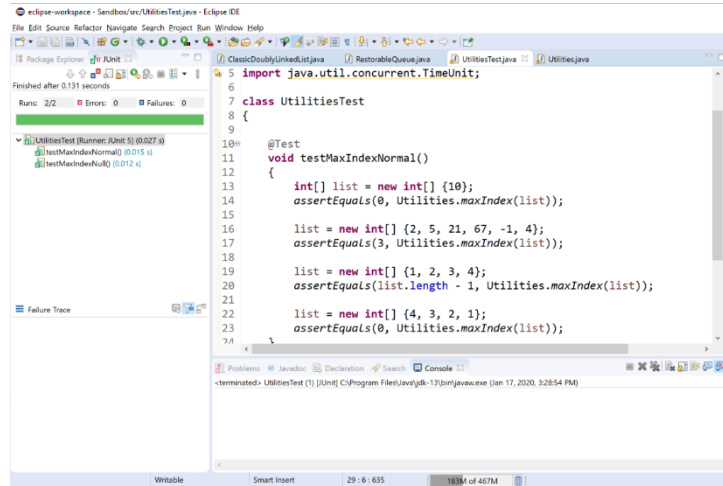 eclipse-workspace - Sandbox/src/UtilitiesTest.java - Eclipse IDE
File Edit Source Refactor Navigate Search Project Run Window Help
Package Explorer JUnit
Finished after 0.131 seconds
Runs: 2/2 Errors: 0 Failures: 0
UtilitiesTest [Runner: JUnit 5] (0.027 s)
testMaxIndexNormal() (0.015 s)
testMaxIndexNull() (0.012 s)
Failure Trace
ClassicDoublyLinkedList.java RestorableQueue.java UtilitiesTest.java Utilities.java
5 import java.util.concurrent.TimeUnit;
6
7 class UtilitiesTest
8 {
9
10 @Test
11 void testMaxIndexNormal()
12 {
13 int[] list = new int[] {10};
14 assertEquals(0, Utilities.maxIndex(list));
15
16 list = new int[] {2, 5, 21, 67, -1, 4};
17 assertEquals(3, Utilities.maxIndex(list));
18
19 list = new int[] {1, 2, 3, 4};
20 assertEquals(list.length - 1, Utilities.maxIndex(list));
21
22 list = new int[] {4, 3, 2, 1};
23 assertEquals(0, Utilities.maxIndex(list));
24 }
Problems Javadoc Declaration Search Console
<terminated> UtilitiesTest (1) [JUnit] C:\Program Files\Java\jdk-13\bin\javaw.exe (Jan 17, 2020, 3:28:54 PM)
Writable Smart Insert 29 : 6 : 635 183M of 467M